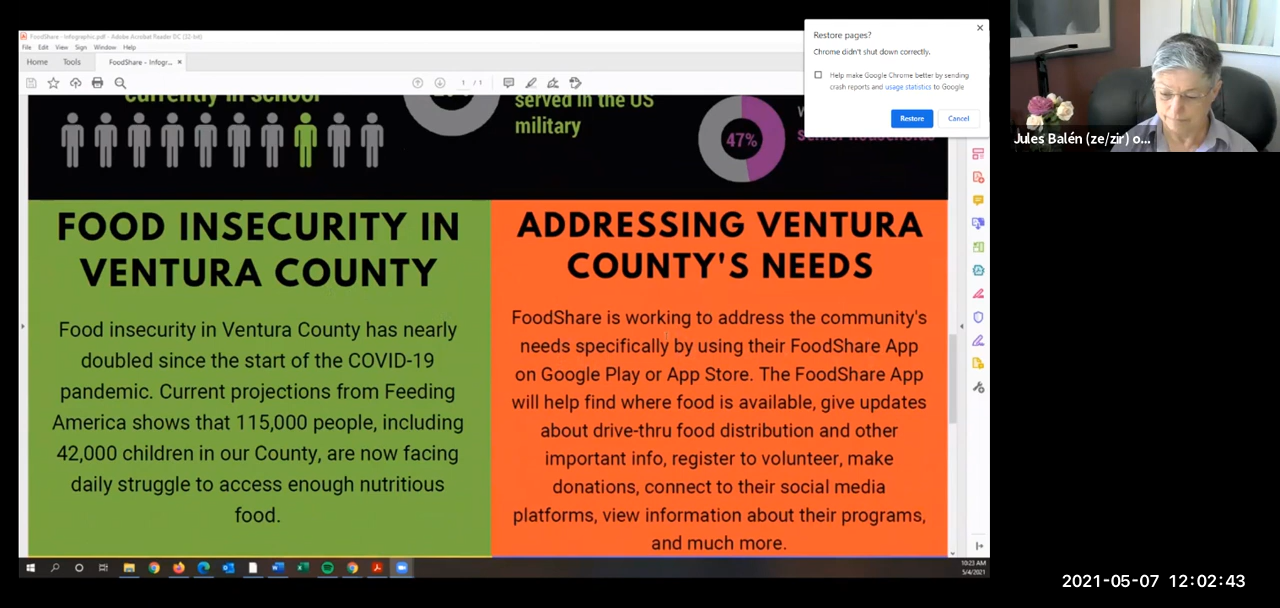 FoodShare - Infographic.pdf - Adobe Acrobat Reader DC (32-bit)
File Edit View Sign Window Help
Home Tools FoodShare - Infogr... ×
1 / 1
Restore pages?
Chrome didn't shut down correctly.
Help make Google Chrome better by sending
crash reports and usage statistics to Google
Restore Cancel
currently in school
served in the US
military
47%
senior households
FOOD INSECURITY IN
VENTURA COUNTY
Food insecurity in Ventura County has nearly
doubled since the start of the COVID-19
pandemic. Current projections from Feeding
America shows that 115,000 people, including
42,000 children in our County, are now facing
daily struggle to access enough nutritious
food.
ADDRESSING VENTURA
COUNTY'S NEEDS
FoodShare is working to address the community's
needs specifically by using their FoodShare App
on Google Play or App Store. The FoodShare App
will help find where food is available, give updates
about drive-thru food distribution and other
important info, register to volunteer, make
donations, connect to their social media
platforms, view information about their programs,
and much more.
10:23 AM
5/4/2021
Jules Balén (ze/zir) o...
2021-05-07 12:02:43